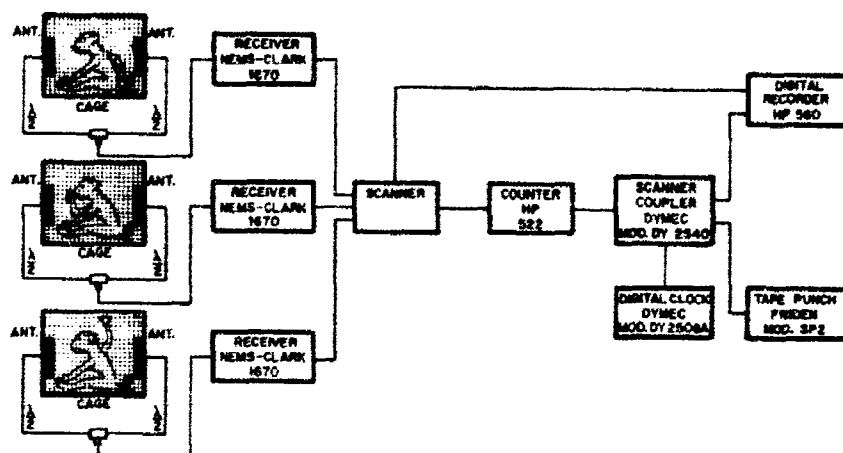 ANT.
ANT.
RECEIVER
NEMS-CLARK
1670
CAGE
λ/2
λ/2
DIGITAL
RECORDER
HP 560
ANT.
ANT.
RECEIVER
NEMS-CLARK
1670
SCANNER
COUNTER
HP
522
SCANNER
COUPLER
DYMEC
MOD. DY 2540
CAGE
λ/2
λ/2
DIGITAL CLOCK
DYMEC
MOD. DY 2508A
TAPE PUNCH
FRIDEN
MOD. SP2
ANT.
ANT.
RECEIVER
NEMS-CLARK
1670
CAGE
λ/2
λ/2